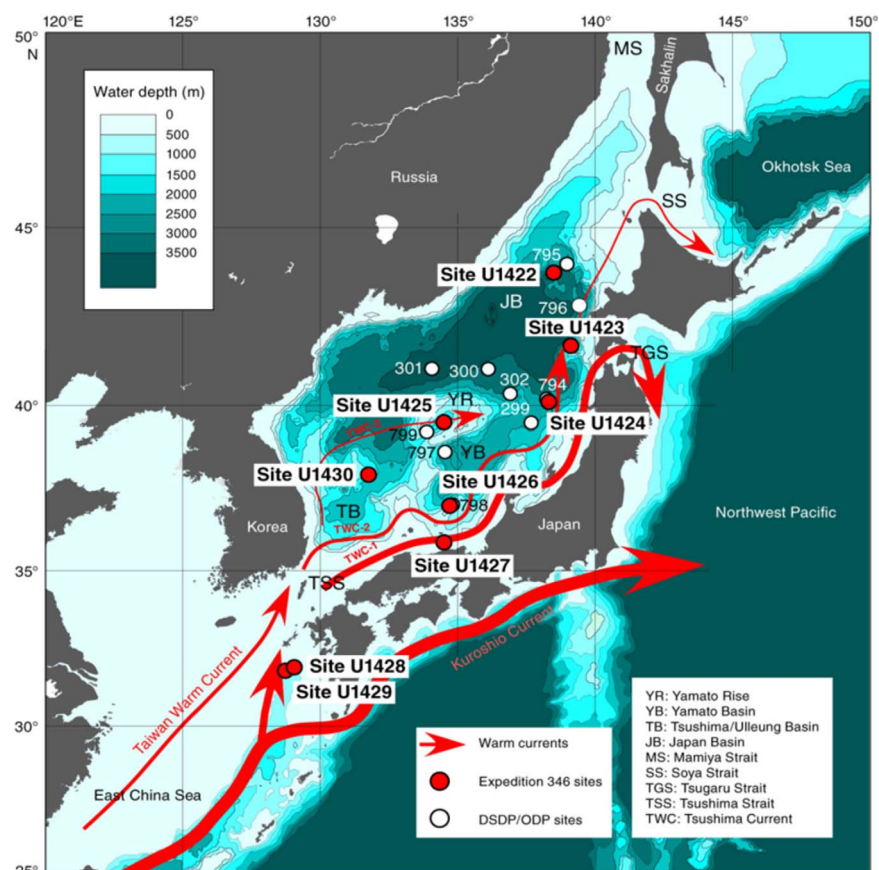 120°E
125°
130°
135°
140°
145°
150°
50°
N
45°
40°
35°
30°
25°
Water depth (m)
0
500
1000
1500
2000
2500
3000
3500
MS
Sakhalin
Russia
Okhotsk Sea
SS
795
Site U1422
JB
796
Site U1423
TGS
301
300
302
794
YR
Site U1425
299
TWC-3
Site U1424
799
797
YB
Site U1430
Site U1426
798
TB
TWC-2
Korea
Japan
Northwest Pacific
TWC-1
Site U1427
TSS
Kuroshio Current
Site U1428
Site U1429
Taiwan Warm Current
East China Sea
Warm currents
Expedition 346 sites
DSDP/ODP sites
YR: Yamato Rise
YB: Yamato Basin
TB: Tsushima/Ulleung Basin
JB: Japan Basin
MS: Mamiya Strait
SS: Soya Strait
TGS: Tsugaru Strait
TSS: Tsushima Strait
TWC: Tsushima Current